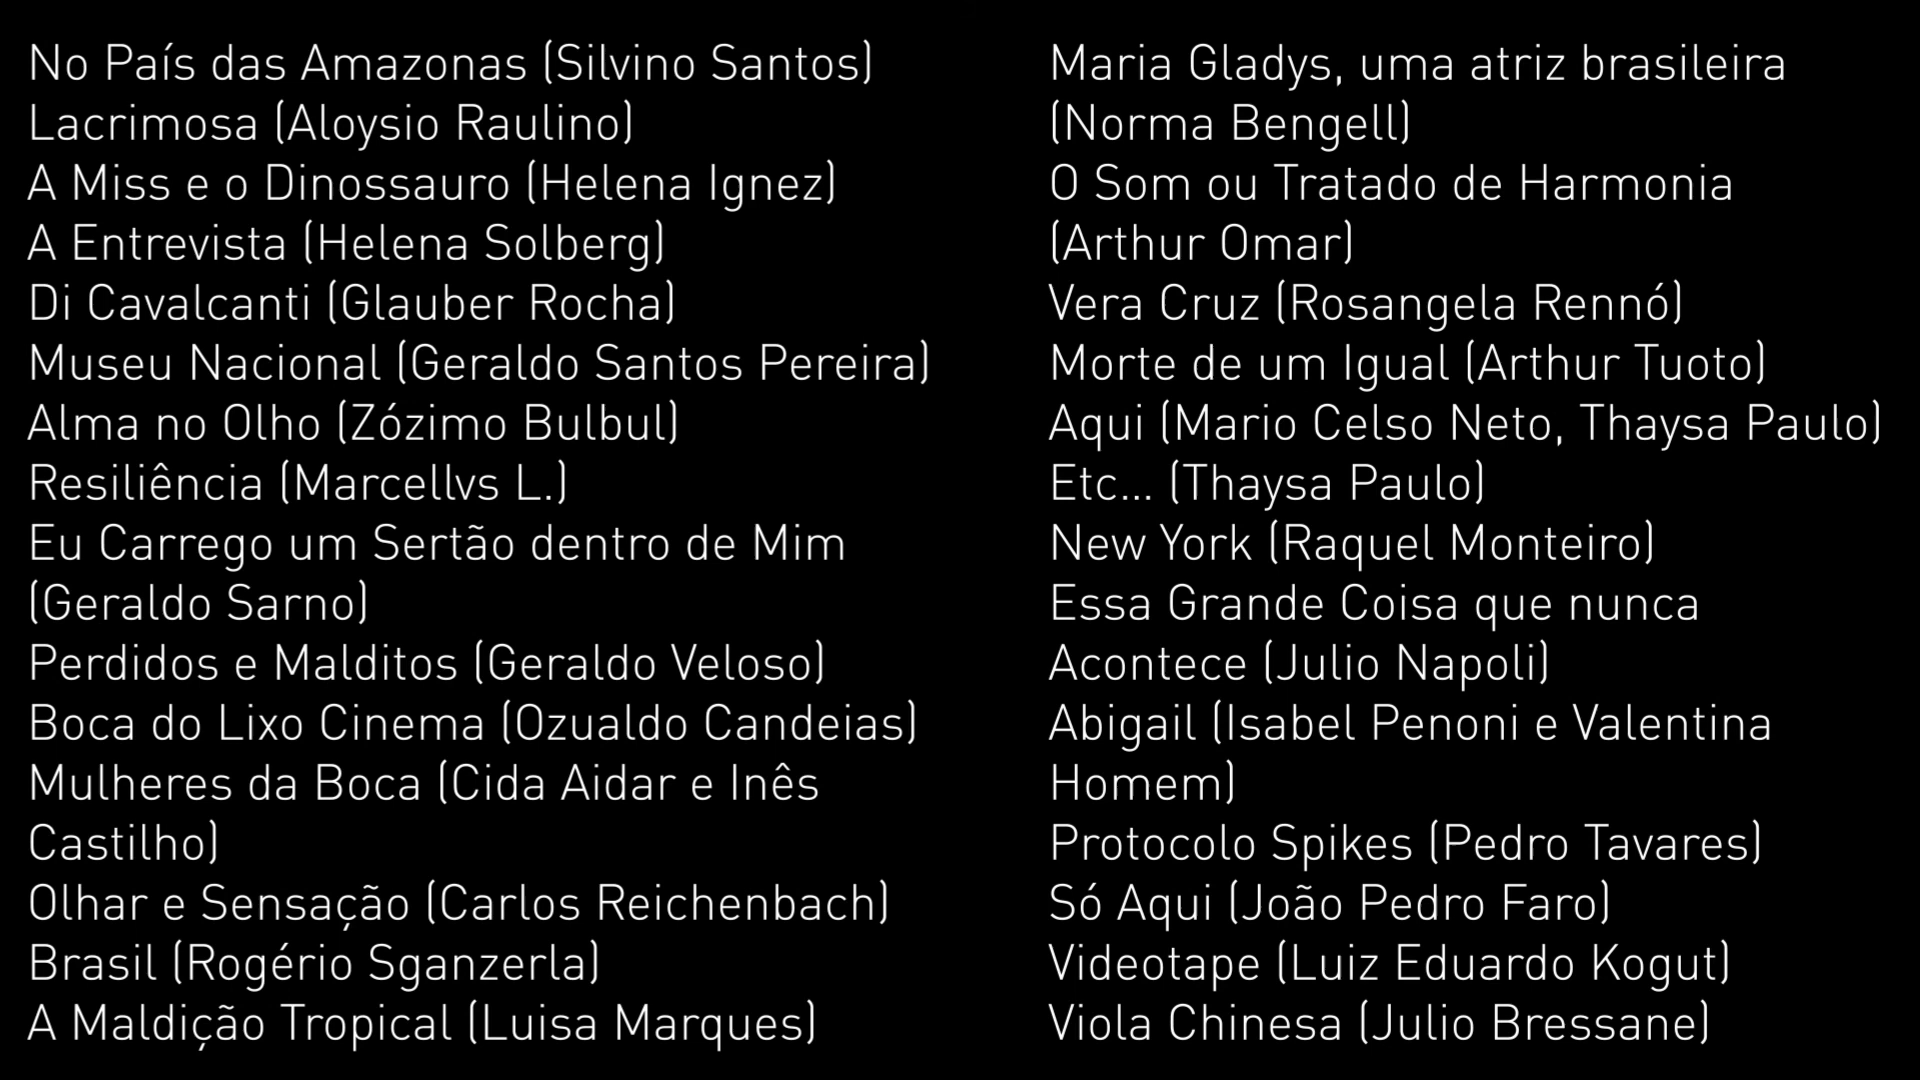 No País das Amazonas (Silvino Santos)
Lacrimosa (Aloysio Raulino)
A Miss e o Dinossauro (Helena Ignez)
A Entrevista (Helena Solberg)
Di Cavalcanti (Glauber Rocha)
Museu Nacional (Geraldo Santos Pereira)
Alma no Olho (Zózimo Bulbul)
Resiliência (Marcellvs L.)
Eu Carrego um Sertão dentro de Mim
(Geraldo Sarno)
Perdidos e Malditos (Geraldo Veloso)
Boca do Lixo Cinema (Ozualdo Candeias)
Mulheres da Boca (Cida Aidar e Inês
Castilho)
Olhar e Sensação (Carlos Reichenbach)
Brasil (Rogério Sganzerla)
A Maldição Tropical (Luisa Marques)
Maria Gladys, uma atriz brasileira
(Norma Bengell)
O Som ou Tratado de Harmonia
(Arthur Omar)
Vera Cruz (Rosangela Rennó)
Morte de um Igual (Arthur Tuoto)
Aqui (Mario Celso Neto, Thaysa Paulo)
Etc... (Thaysa Paulo)
New York (Raquel Monteiro)
Essa Grande Coisa que nunca
Acontece (Julio Napoli)
Abigail (Isabel Penoni e Valentina
Homem)
Protocolo Spikes (Pedro Tavares)
Só Aqui (João Pedro Faro)
Videotape (Luiz Eduardo Kogut)
Viola Chinesa (Julio Bressane)